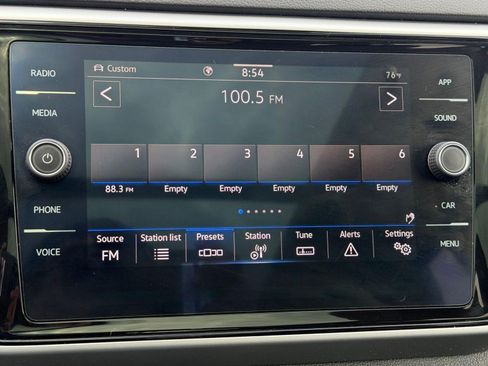 RADIO
MEDIA
PHONE
VOICE
Custom
8:54
76°F
100.5 FM
1 2 3 4 5 6
88.3 FM Empty Empty Empty Empty Empty
Source Station list Presets Station Tune Alerts Settings
FM
APP
SOUND
CAR
MENU